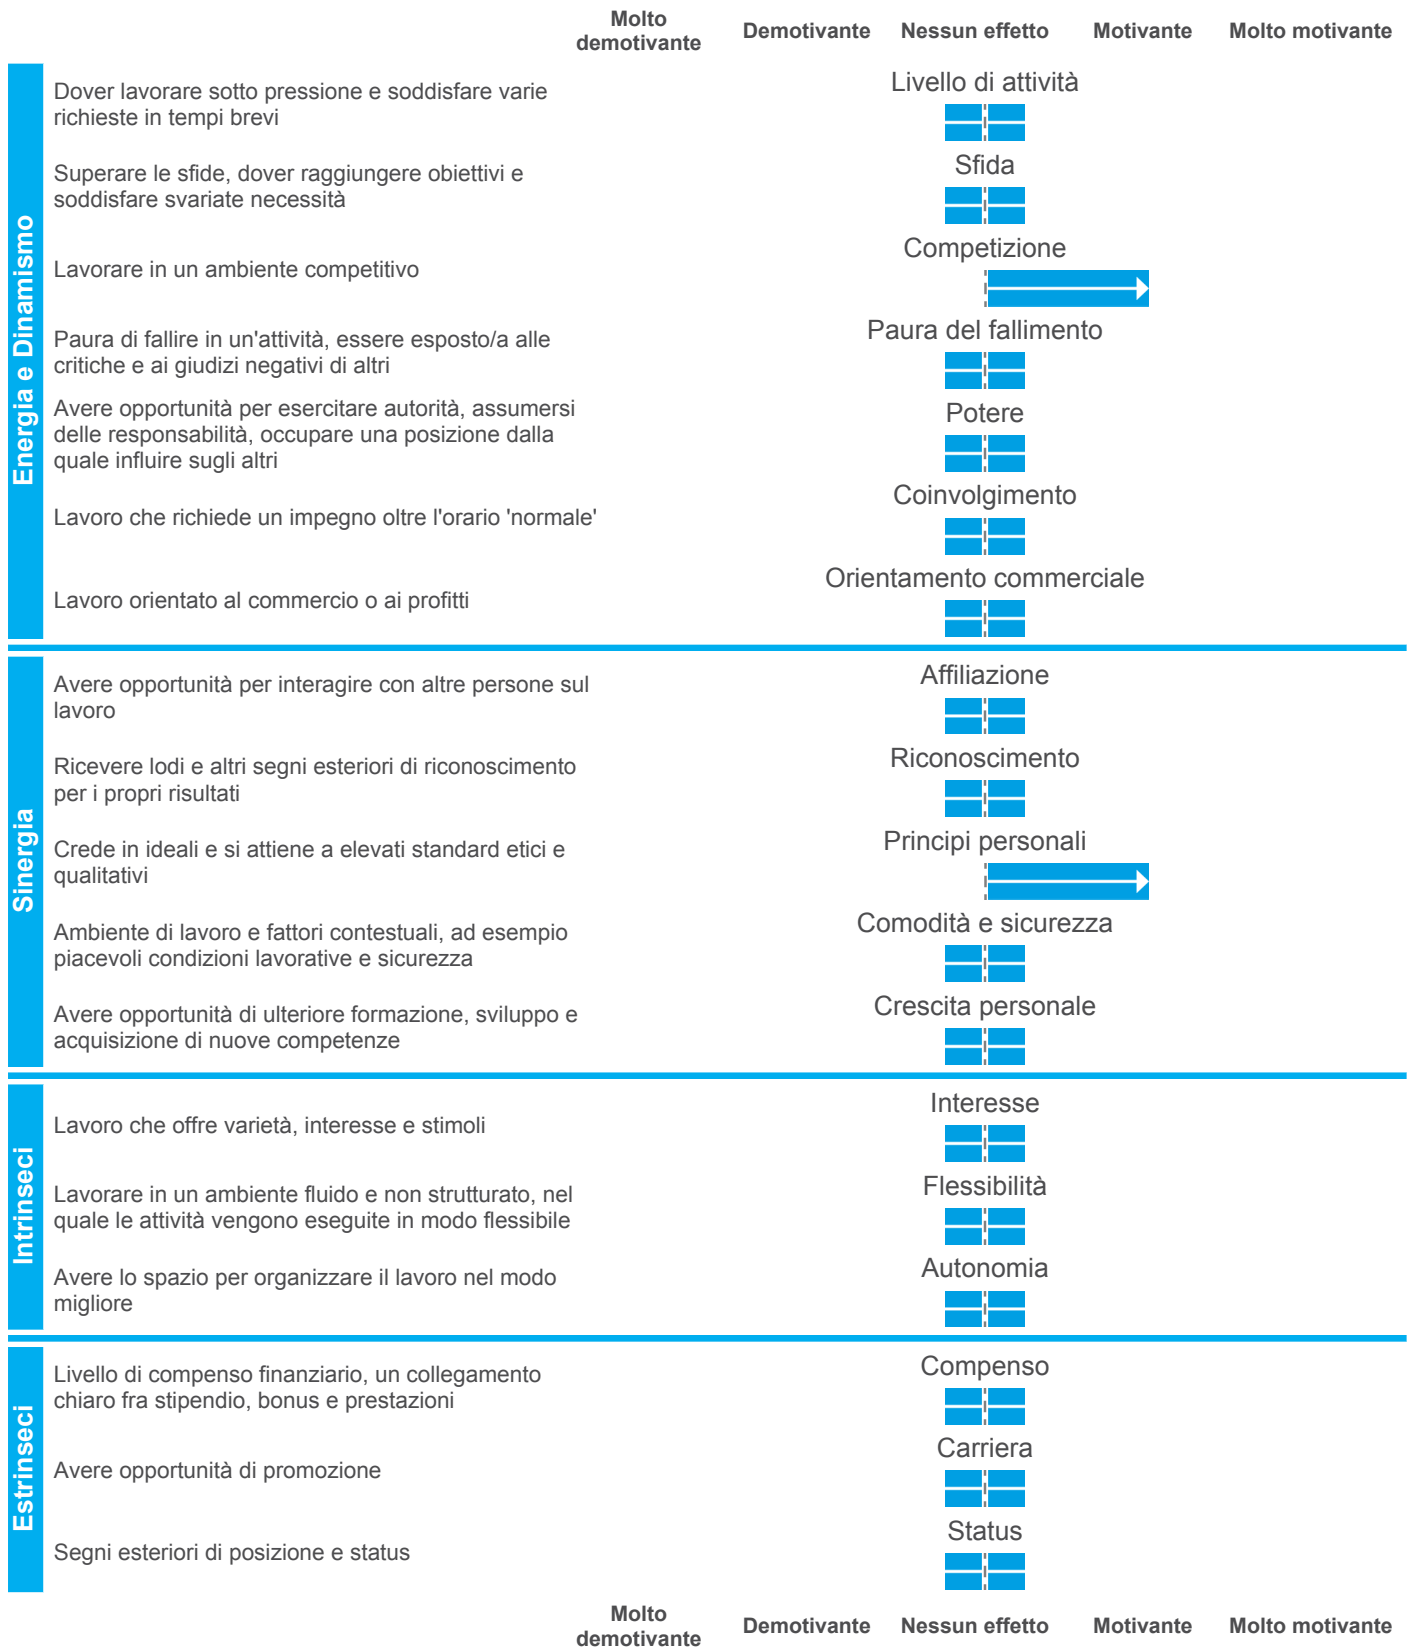 Molto
demotivante
Demotivante
Nessun effetto
Motivante
Molto motivante
Energia e Dinamismo
Dover lavorare sotto pressione e soddisfare varie
richieste in tempi brevi
Livello di attività
Superare le sfide, dover raggiungere obiettivi e
soddisfare svariate necessità
Sfida
Lavorare in un ambiente competitivo
Competizione
Paura di fallire in un'attività, essere esposto/a alle
critiche e ai giudizi negativi di altri
Paura del fallimento
Avere opportunità per esercitare autorità, assumersi
delle responsabilità, occupare una posizione dalla
quale influire sugli altri
Potere
Lavoro che richiede un impegno oltre l'orario 'normale'
Coinvolgimento
Lavoro orientato al commercio o ai profitti
Orientamento commerciale
Sinergia
Avere opportunità per interagire con altre persone sul
lavoro
Affiliazione
Ricevere lodi e altri segni esteriori di riconoscimento
per i propri risultati
Riconoscimento
Crede in ideali e si attiene a elevati standard etici e
qualitativi
Principi personali
Ambiente di lavoro e fattori contestuali, ad esempio
piacevoli condizioni lavorative e sicurezza
Comodità e sicurezza
Avere opportunità di ulteriore formazione, sviluppo e
acquisizione di nuove competenze
Crescita personale
Intrinseci
Lavoro che offre varietà, interesse e stimoli
Interesse
Lavorare in un ambiente fluido e non strutturato, nel
quale le attività vengono eseguite in modo flessibile
Flessibilità
Avere lo spazio per organizzare il lavoro nel modo
migliore
Autonomia
Estrinseci
Livello di compenso finanziario, un collegamento
chiaro fra stipendio, bonus e prestazioni
Compenso
Avere opportunità di promozione
Carriera
Segni esteriori di posizione e status
Status
Molto
demotivante
Demotivante
Nessun effetto
Motivante
Molto motivante